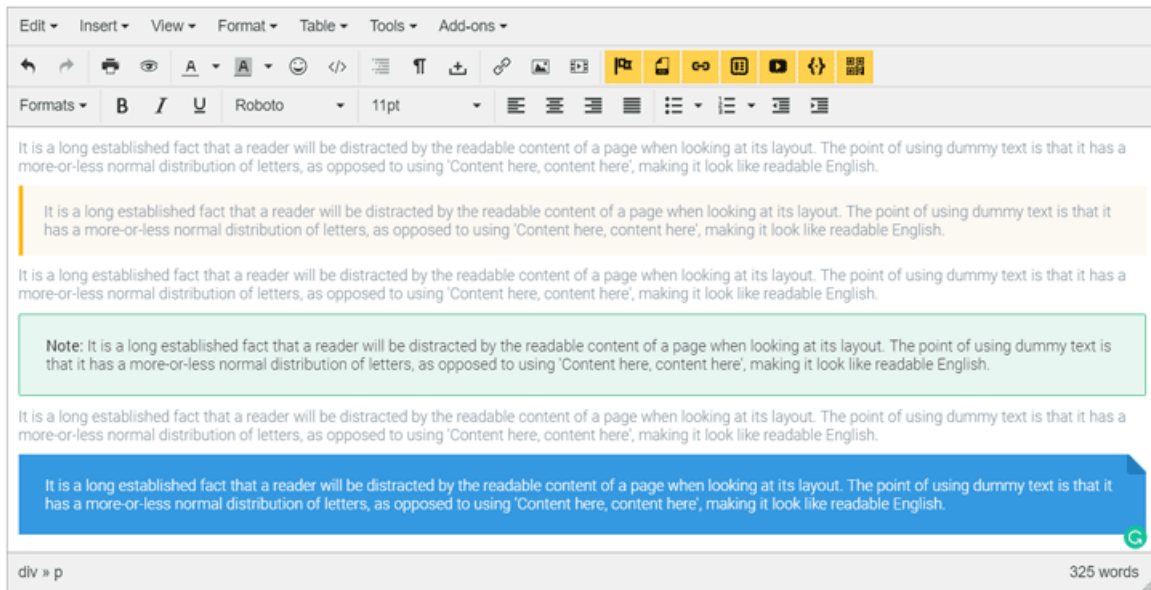 Edit Insert View Format Table Tools Add-ons
A A
Formats B I U Roboto 11pt
It is a long established fact that a reader will be distracted by the readable content of a page when looking at its layout. The point of using dummy text is that it has a
more-or-less normal distribution of letters, as opposed to using 'Content here, content here', making it look like readable English.
It is a long established fact that a reader will be distracted by the readable content of a page when looking at its layout. The point of using dummy text is that it
has a more-or-less normal distribution of letters, as opposed to using 'Content here, content here', making it look like readable English.
It is a long established fact that a reader will be distracted by the readable content of a page when looking at its layout. The point of using dummy text is that it has a
more-or-less normal distribution of letters, as opposed to using 'Content here, content here', making it look like readable English.
Note: It is a long established fact that a reader will be distracted by the readable content of a page when looking at its layout. The point of using dummy text is
that it has a more-or-less normal distribution of letters, as opposed to using 'Content here, content here', making it look like readable English.
It is a long established fact that a reader will be distracted by the readable content of a page when looking at its layout. The point of using dummy text is that it has a
more-or-less normal distribution of letters, as opposed to using 'Content here, content here', making it look like readable English.
It is a long established fact that a reader will be distracted by the readable content of a page when looking at its layout. The point of using dummy text is that it
has a more-or-less normal distribution of letters, as opposed to using 'Content here, content here', making it look like readable English.
div » p 325 words